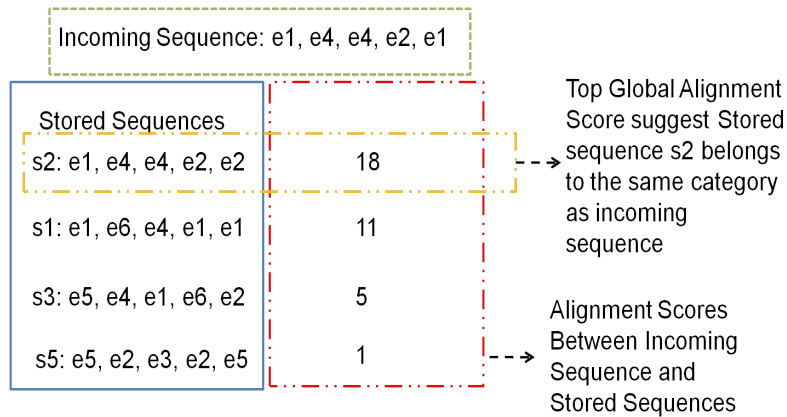 Incoming Sequence: e1, e4, e4, e2, e1
Stored Sequences
s2: e1, e4, e4, e2, e2
18
s1: e1, e6, e4, e1, e1
11
s3: e5, e4, e1, e6, e2
5
s5: e5, e2, e3, e2, e5
1
Top Global Alignment
Score suggest Stored
sequence s2 belongs
to the same category
as incoming
sequence
Alignment Scores
Between Incoming
Sequence and
Stored Sequences